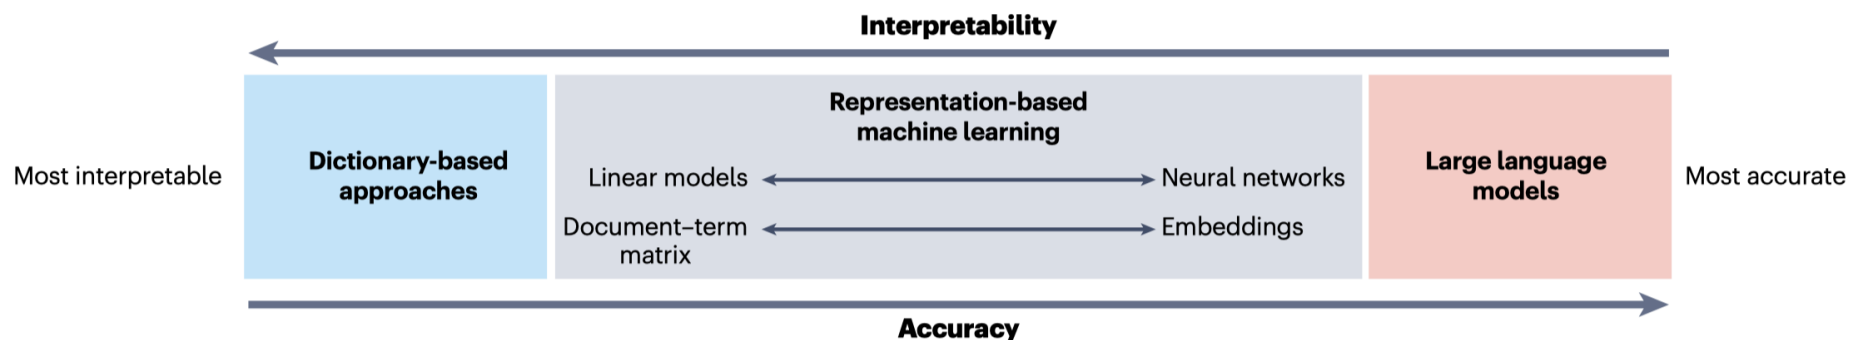 Interpretability
Representation-based
machine learning
Dictionary-based
approaches
Large language
models
Most interpretable
Linear models
Neural networks
Most accurate
Document–term
matrix
Embeddings
Accuracy